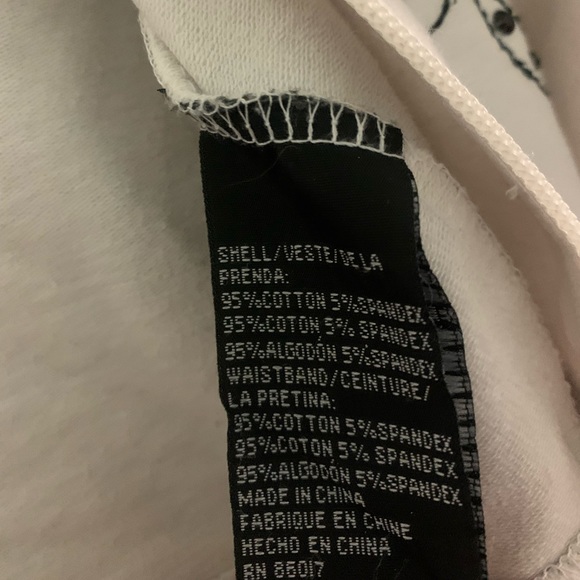 SHELL/VESTE/DE LA
PRENDA:
95%COTTON 5%SPANDEX
95%COTON 5% SPANDEX
95%ALGODÓN 5%SPANDEX
WAISTBAND/CEINTURE/
LA PRETINA:
95%COTTON 5%SPANDEX
95%COTON 5% SPANDEX
95%ALGODÓN 5%SPANDEX
MADE IN CHINA
FABRIQUE EN CHINE
HECHO EN CHINA
RN 86017